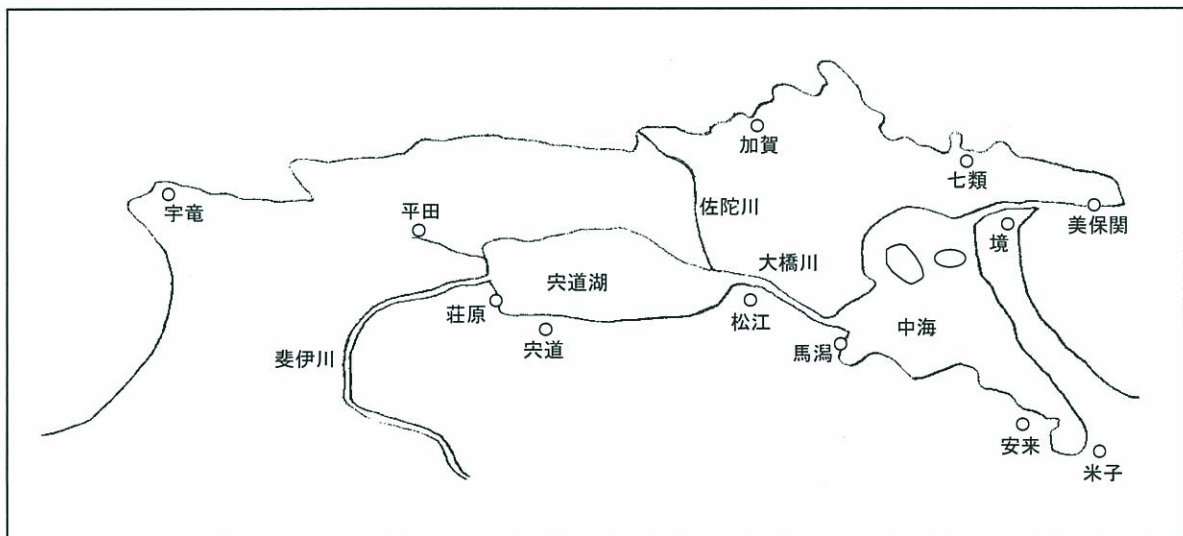 加賀
七類
宇竜
平田
佐陀川
美保関
境
大橋川
宍道湖
荘原
松江
宍道
中海
馬潟
斐伊川
安来
米子